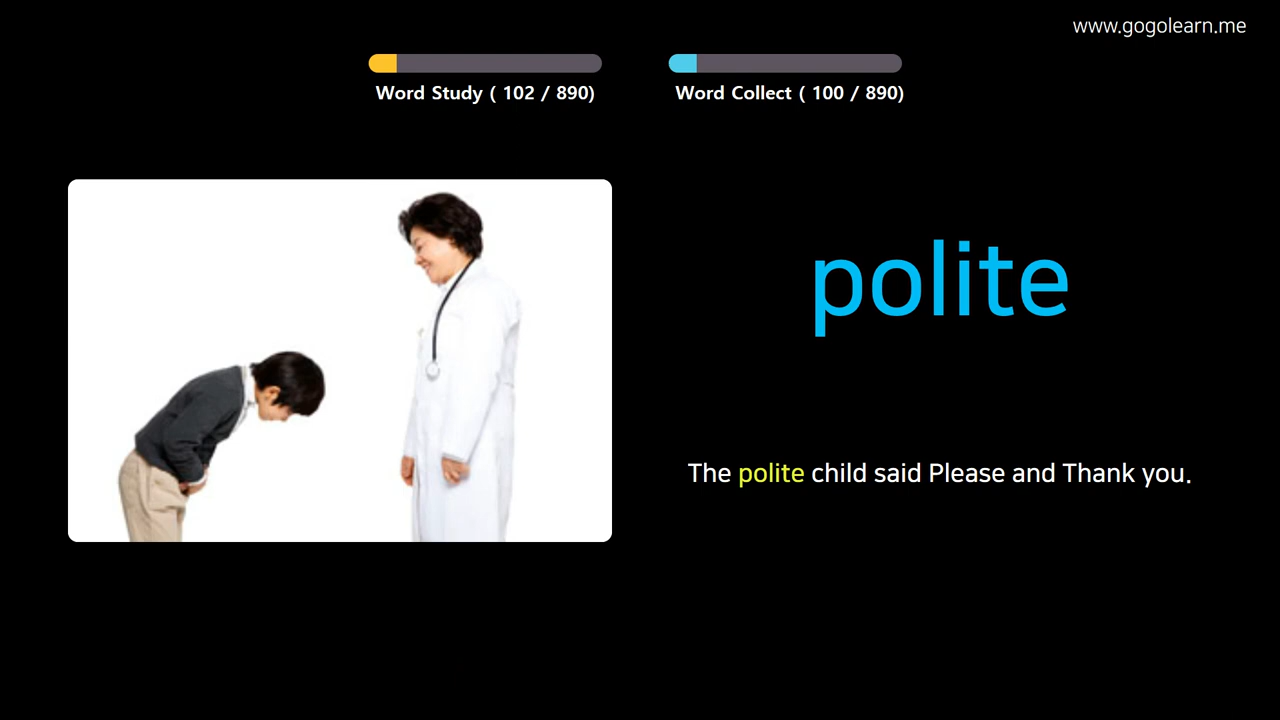 www.gogolearn.me
Word Study ( 102 / 890)
Word Collect ( 100 / 890)
polite
The polite child said Please and Thank you.